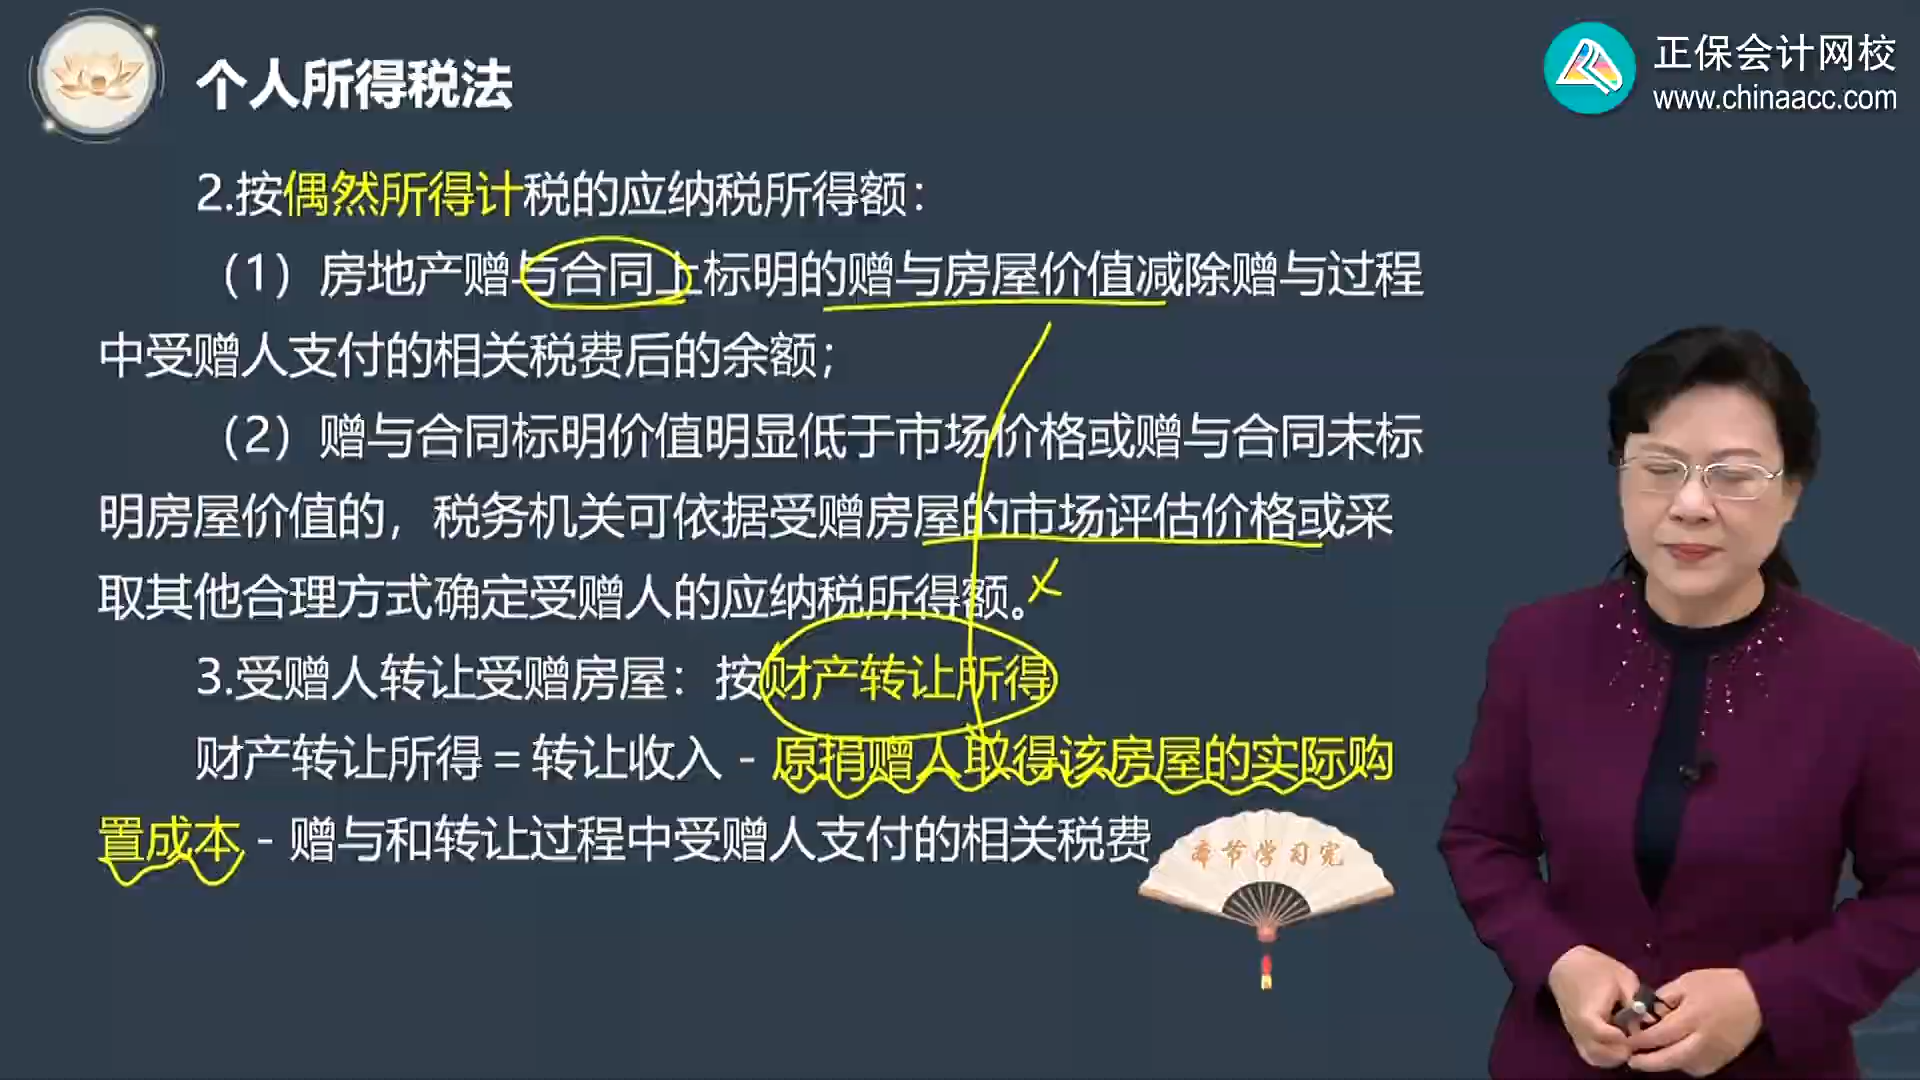 个人所得税法
正保会计网校
www.chinaacc.com
2.按偶然所得计税的应纳税所得额：
（1）房地产赠与合同上标明的赠与房屋价值减除赠与过程
中受赠人支付的相关税费后的余额；
（2）赠与合同标明价值明显低于市场价格或赠与合同未标
明房屋价值的，税务机关可依据受赠房屋的市场评估价格或采
取其他合理方式确定受赠人的应纳税所得额。
3.受赠人转让受赠房屋：按财产转让所得
财产转让所得＝转让收入－原捐赠人取得该房屋的实际购
置成本－赠与和转让过程中受赠人支付的相关税费
章节学习完